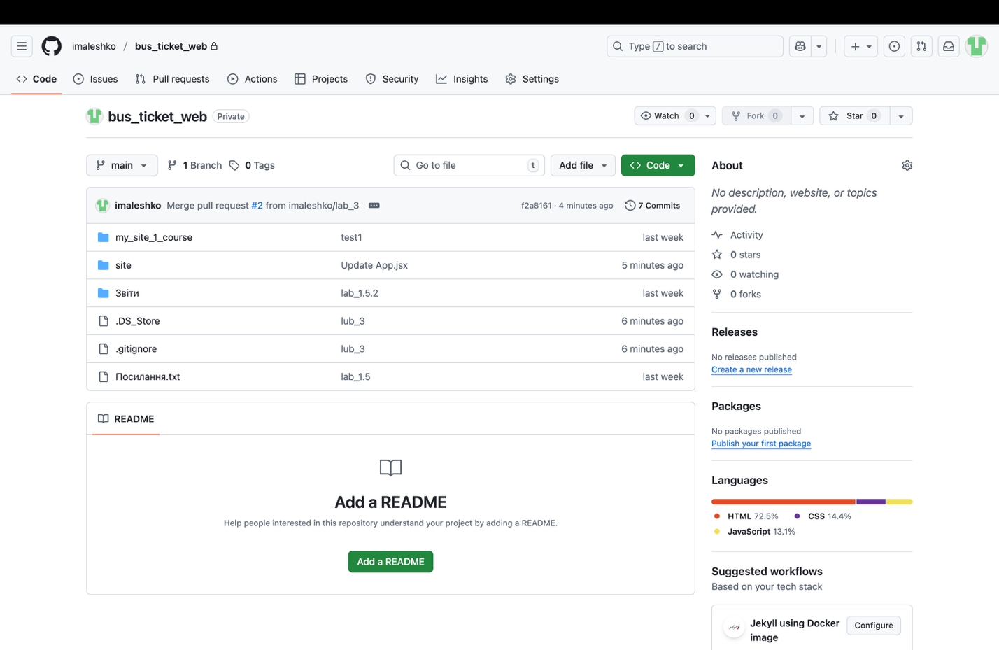 imaleshko / bus_ticket_web
Type / to search
Code
Issues
Pull requests
Actions
Projects
Security
Insights
Settings
bus_ticket_web Private
Watch 0
Fork 0
Star 0
main
1 Branch
0 Tags
Go to file t
Add file
Code
imaleshko Merge pull request #2 from imaleshko/lab_3
f2a8161 · 4 minutes ago
7 Commits
my_site_1_course test1 last week
site Update App.jsx 5 minutes ago
Звіти lab_1.5.2 last week
.DS_Store lub_3 6 minutes ago
.gitignore lub_3 6 minutes ago
Посилання.txt lab_1.5 last week
README
Add a README
Help people interested in this repository understand your project by adding a README.
Add a README
About
No description, website, or topics
provided.
Activity
0 stars
0 watching
0 forks
Releases
No releases published
Create a new release
Packages
No packages published
Publish your first package
Languages
HTML 72.5% CSS 14.4%
JavaScript 13.1%
Suggested workflows
Based on your tech stack
Jekyll using Docker
image
Configure